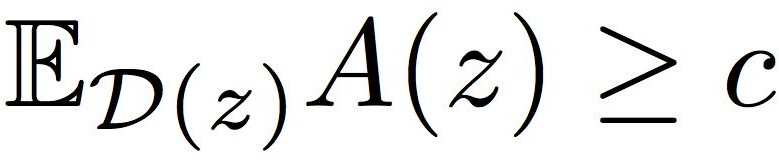 𝔼_{𝒟(z)} A(z) ≥ c